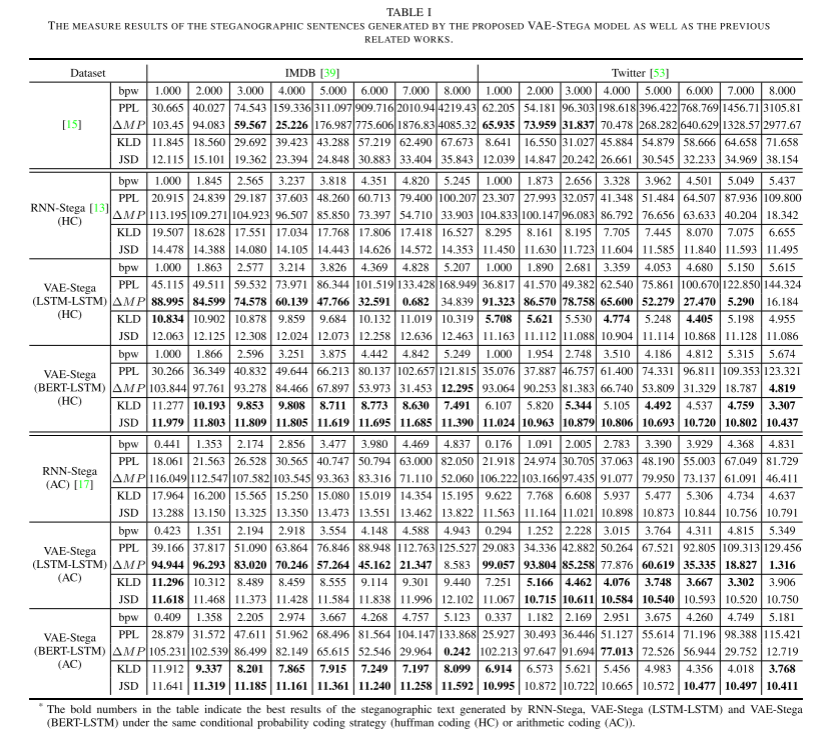 TABLE I
THE MEASURE RESULTS OF THE STEGANOGRAPHIC SENTENCES GENERATED BY THE PROPOSED VAE-STEGA MODEL AS WELL AS THE PREVIOUS
RELATED WORKS.
Dataset IMDB [39] Twitter [53]
bpw 1.000 2.000 3.000 4.000 5.000 6.000 7.000 8.000 1.000 2.000 3.000 4.000 5.000 6.000 7.000 8.000
[15] PPL 30.665 40.027 74.543 159.336 311.097 909.716 2010.94 4219.43 62.205 54.181 96.303 198.618 396.422 768.769 1456.71 3105.81
ΔMP 103.45 94.083 59.567 25.226 176.987 775.606 1876.83 4085.32 65.935 73.959 31.837 70.478 268.282 640.629 1328.57 2977.67
KLD 11.845 18.560 29.692 39.423 43.288 57.219 62.490 67.673 8.641 16.550 31.027 45.884 54.879 58.666 64.658 71.658
JSD 12.115 15.101 19.362 23.394 24.848 30.883 33.404 35.843 12.039 14.847 20.242 26.661 30.545 32.233 34.969 38.154
bpw 1.000 1.845 2.565 3.237 3.818 4.351 4.820 5.245 1.000 1.873 2.656 3.328 3.962 4.501 5.049 5.437
RNN-Stega [13] PPL 20.915 24.839 29.187 37.603 48.260 60.713 79.400 100.207 23.307 27.993 32.057 41.348 51.484 64.507 87.936 109.800
(HC) ΔMP 113.195 109.271 104.923 96.507 85.850 73.397 54.710 33.903 104.833 100.147 96.083 86.792 76.656 63.633 40.204 18.342
KLD 19.507 18.628 17.551 17.034 17.768 17.806 17.418 16.527 8.295 8.161 8.195 7.705 7.445 8.070 7.075 6.655
JSD 14.478 14.388 14.080 14.105 14.443 14.626 14.572 14.353 11.450 11.630 11.723 11.604 11.585 11.840 11.593 11.495
bpw 1.000 1.863 2.577 3.214 3.826 4.369 4.828 5.207 1.000 1.890 2.681 3.359 4.053 4.680 5.150 5.615
VAE-Stega PPL 45.115 49.511 59.532 73.971 86.344 101.519 133.428 168.949 36.817 41.570 49.382 62.540 75.861 100.670 122.850 144.324
(LSTM-LSTM) ΔMP 88.995 84.599 74.578 60.139 47.766 32.591 0.682 34.839 91.323 86.570 78.758 65.600 52.279 27.470 5.290 16.184
(HC) KLD 10.834 10.902 10.878 9.859 9.684 10.132 11.019 10.319 5.708 5.621 5.530 4.774 5.248 4.405 5.198 4.955
JSD 12.063 12.125 12.308 12.024 12.073 12.258 12.636 12.463 11.163 11.112 11.088 10.904 11.114 10.868 11.128 11.086
bpw 1.000 1.866 2.596 3.251 3.875 4.442 4.842 5.249 1.000 1.954 2.748 3.510 4.186 4.812 5.315 5.674
VAE-Stega PPL 30.266 36.349 40.832 49.644 66.213 80.137 102.657 121.815 35.076 37.887 46.757 61.400 74.331 96.811 109.353 123.321
(BERT-LSTM) ΔMP 103.844 97.761 93.278 84.466 67.897 53.973 31.453 12.295 93.064 90.253 81.383 66.740 53.809 31.329 18.787 4.819
(HC) KLD 11.277 10.193 9.853 9.808 8.711 8.773 8.630 7.491 6.107 5.820 5.344 5.105 4.492 4.537 4.759 3.307
JSD 11.979 11.803 11.809 11.805 11.619 11.695 11.685 11.390 11.024 10.963 10.879 10.806 10.693 10.720 10.802 10.437
bpw 0.441 1.353 2.174 2.856 3.477 3.980 4.469 4.837 0.176 1.091 2.005 2.783 3.390 3.929 4.368 4.831
RNN-Stega PPL 18.061 21.563 26.528 30.565 40.747 50.794 63.000 82.050 21.918 24.974 30.705 37.063 48.190 55.003 67.049 81.729
(AC) [17] ΔMP 116.049 112.547 107.582 103.545 93.363 83.316 71.110 52.060 106.222 103.166 97.435 91.077 79.950 73.137 61.091 46.411
KLD 17.964 16.200 15.565 15.250 15.080 15.019 14.354 15.195 9.622 7.768 6.608 5.937 5.477 5.306 4.734 4.637
JSD 13.288 13.150 13.325 13.350 13.473 13.551 13.462 13.822 11.563 11.164 11.021 10.898 10.873 10.844 10.756 10.791
bpw 0.423 1.351 2.194 2.918 3.554 4.148 4.588 4.943 0.294 1.252 2.228 3.015 3.764 4.311 4.815 5.349
VAE-Stega PPL 39.166 37.817 51.090 63.864 76.846 88.948 112.763 125.527 29.083 34.336 42.882 50.264 67.521 92.805 109.313 129.456
(LSTM-LSTM) ΔMP 94.944 96.293 83.020 70.246 57.264 45.162 21.347 8.583 99.057 93.804 85.258 77.876 60.619 35.335 18.827 1.316
(AC) KLD 11.296 10.312 8.489 8.459 8.555 9.114 9.301 9.440 7.251 5.166 4.462 4.076 3.748 3.667 3.302 3.906
JSD 11.618 11.468 11.373 11.428 11.584 11.838 11.996 12.102 11.067 10.715 10.611 10.584 10.540 10.593 10.520 10.750
bpw 0.409 1.358 2.205 2.974 3.667 4.268 4.757 5.123 0.337 1.182 2.169 2.951 3.675 4.260 4.749 5.181
VAE-Stega PPL 28.879 31.572 47.611 51.962 68.496 81.564 104.147 133.868 25.927 30.493 36.446 51.127 55.614 71.196 98.388 115.421
(BERT-LSTM) ΔMP 105.231 102.539 86.499 82.149 65.615 52.546 29.964 0.242 102.213 97.647 91.694 77.013 72.526 56.944 29.752 12.719
(AC) KLD 11.912 9.337 8.201 7.865 7.915 7.249 7.197 8.099 6.914 6.573 5.621 5.456 4.983 4.356 4.018 3.768
JSD 11.641 11.319 11.185 11.161 11.361 11.240 11.258 11.592 10.995 10.872 10.722 10.665 10.572 10.477 10.497 10.411
* The bold numbers in the table indicate the best results of the steganographic text generated by RNN-Stega, VAE-Stega (LSTM-LSTM) and VAE-Stega
(BERT-LSTM) under the same conditional probability coding strategy (huffman coding (HC) or arithmetic coding (AC)).